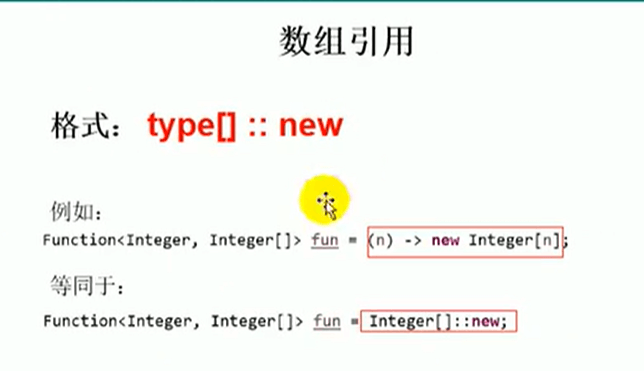 数组引用
格式： type[] :: new
例如:
Function<Integer, Integer[]> fun = (n) -> new Integer[n];
等同于:
Function<Integer, Integer[]> fun = Integer[]::new;